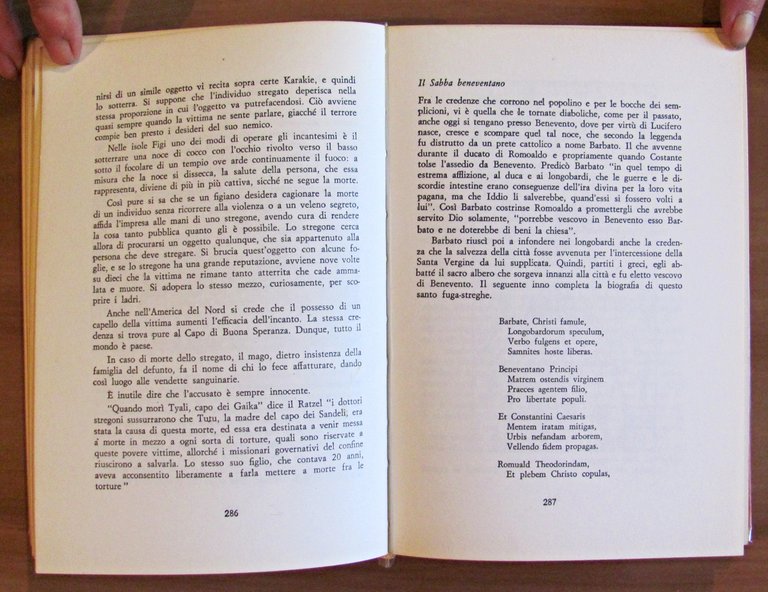 nirsi di un simile oggetto vi recita sopra certe Karakie, e quindi
lo sotterra. Si suppone che l'individuo stregato deperisca nella
stessa proporzione in cui l'oggetto va putrefacendosi. Ciò avviene
quasi sempre quando la vittima ne sente parlare, giacché il terrore
compie ben presto i desideri del suo nemico.
Nelle isole Figi uno dei modi di operare gli incantesimi è il
sotterrare una noce di cocco con l'occhio rivolto verso il basso
sotto il focolare di un tempio ove arde continuamente il fuoco: a
misura che la noce si dissecca, la salute della persona, che essa
rappresenta, diviene di più in più cattiva, sicché ne segue la morte.
Così pure si sa che se un figiano desidera cagionare la morte
di un individuo senza ricorrere alla violenza o a un veleno segreto,
affida l'impresa alle mani di uno stregone, avendo cura di rendere
la cosa tanto pubblica quanto gli è possibile. Lo stregone cerca
allora di procurarsi un oggetto qualunque, che sia appartenuto alla
persona che deve stregare. Si brucia quest'oggetto con alcune fo-
glie, e se lo stregone ha una grande reputazione, avviene nove volte
su dieci che la vittima ne rimane tanto atterrita che cade amma-
lata e muore. Si adopera lo stesso mezzo, curiosamente, per sco-
prire i ladri.
Anche nell'America del Nord si crede che il possesso di un
capello della vittima aumenti l'efficacia dell'incanto. La stessa cre-
denza si trova pure al Capo di Buona Speranza. Dunque, tutto il
mondo è paese.
In caso di morte dello stregato, il mago, dietro insistenza della
famiglia del defunto, fa il nome di chi lo fece affatturare, dando
così luogo alle vendette sanguinarie.
È inutile dire che l'accusato è sempre innocente.
"Quando morì Tyali, capo dei Gaika" dice il Ratzel "i dottori
stregoni sussurrarono che Tuzu, la madre del capo dei Sandeli, era
stata la causa di questa morte, ed essa era destinata a venir messa
a morte in mezzo a ogni sorta di torture, quali sono riservate a
queste povere vittime, allorché i missionari governativi del confine
riuscirono a salvarla. Lo stesso suo figlio, che contava 20 anni,
aveva acconsentito liberamente a farla mettere a morte fra le
torture"
286
Il Sabba beneventano
Fra le credenze che corrono nel popolino e per le bocche dei sem-
plicioni, vi è quella che le tornate diaboliche, come per il passato,
anche oggi si tengano presso Benevento, dove per virtù di Lucifero
nasce, cresce e scompare quel tal noce, che secondo la leggenda
fu distrutto da un prete cattolico a nome Barbato. Il che avvenne
durante il ducato di Romoaldo e propriamente quando Costante
tolse l'assedio da Benevento. Predicò Barbato "in quel tempo di
estrema afflizione, al duca e ai longobardi, che le guerre e le di-
scordie intestine erano conseguenze dell'ira divina per la loro vita
pagana, ma che Iddio li salverebbe, quand'essi si fossero volti a
lui". Così Barbato costrinse Romoaldo a promettergli che avrebbe
servito Dio solamente, "porrebbe vescovo in Benevento esso Bar-
bato e ne doterebbe di beni la chiesa".
Barbato riuscì poi a infondere nei longobardi anche la creden-
za che la salvezza della città fosse avvenuta per l'intercessione della
Santa Vergine da lui supplicata. Quindi, partiti i greci, egli ab-
batté il sacro albero che sorgeva innanzi alla città e fu eletto vescovo
di Benevento. Il seguente inno completa la biografia di questo
santo fuga-streghe.
Barbate, Christi famule,
Longobardorum speculum,
Verbo fulgens et opere,
Samnites hoste liberas.
Beneventano Principi
Matrem ostendis virginem
Praeces agentem filio,
Pro libertate populi.
Et Constantini Caesaris
Mentem iratam mitigas,
Urbis nefandam arborem,
Vellendo fidem propagas.
Romuald Theodorindam,
Et plebem Christo copulas,
287